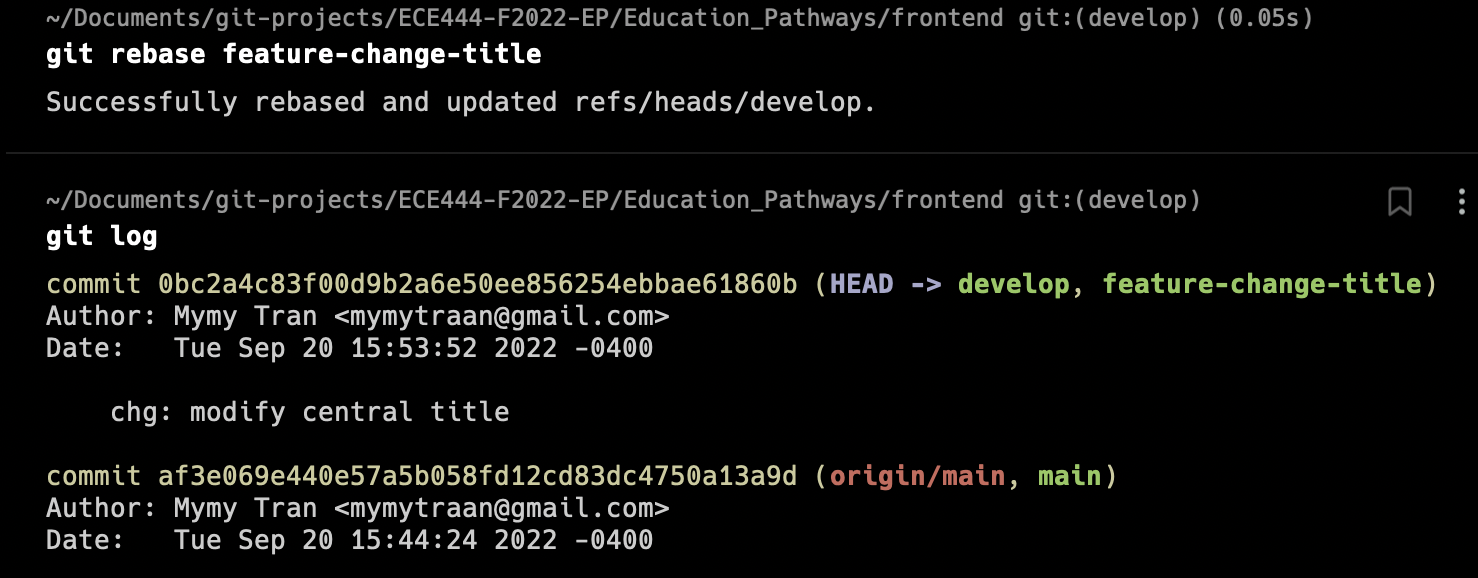 ~/Documents/git-projects/ECE444-F2022-EP/Education_Pathways/frontend git:(develop) (0.05s)
git rebase feature-change-title
Successfully rebased and updated refs/heads/develop.
~/Documents/git-projects/ECE444-F2022-EP/Education_Pathways/frontend git:(develop)
git log
commit 0bc2a4c83f00d9b2a6e50ee856254ebbae61860b (HEAD -> develop, feature-change-title)
Author: Mymy Tran <mymytraan@gmail.com>
Date:   Tue Sep 20 15:53:52 2022 -0400
chg: modify central title
commit af3e069e440e57a5b058fd12cd83dc4750a13a9d (origin/main, main)
Author: Mymy Tran <mymytraan@gmail.com>
Date:   Tue Sep 20 15:44:24 2022 -0400